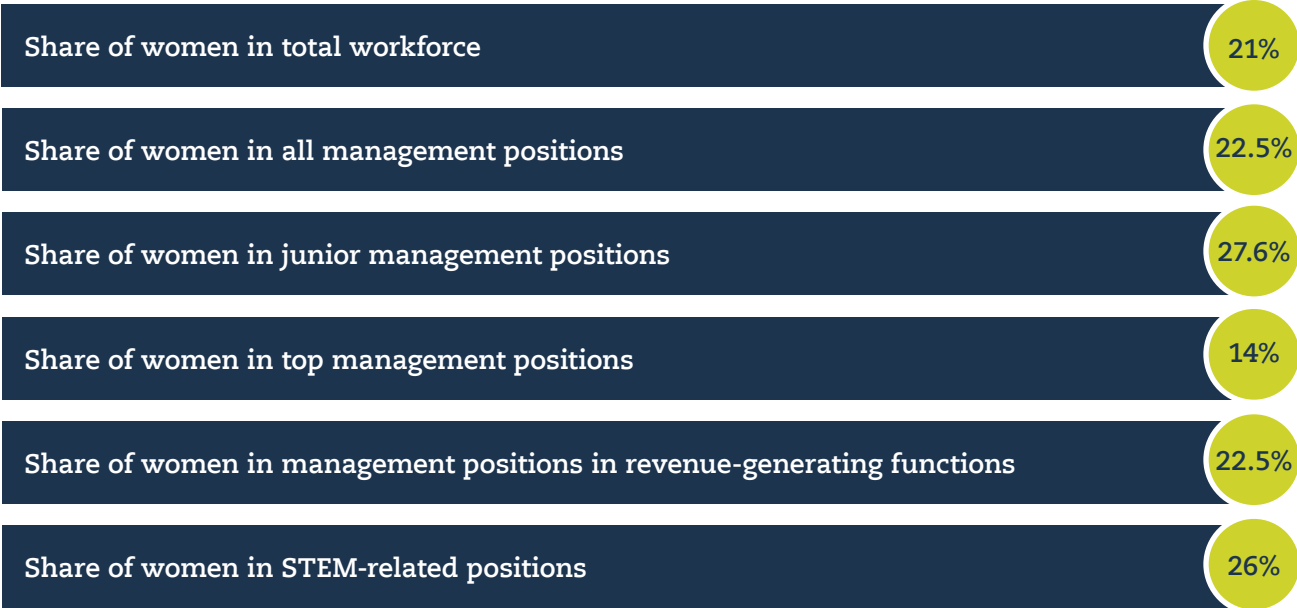 Share of women in total workforce 21%
Share of women in all management positions 22.5%
Share of women in junior management positions 27.6%
Share of women in top management positions 14%
Share of women in management positions in revenue-generating functions 22.5%
Share of women in STEM-related positions 26%